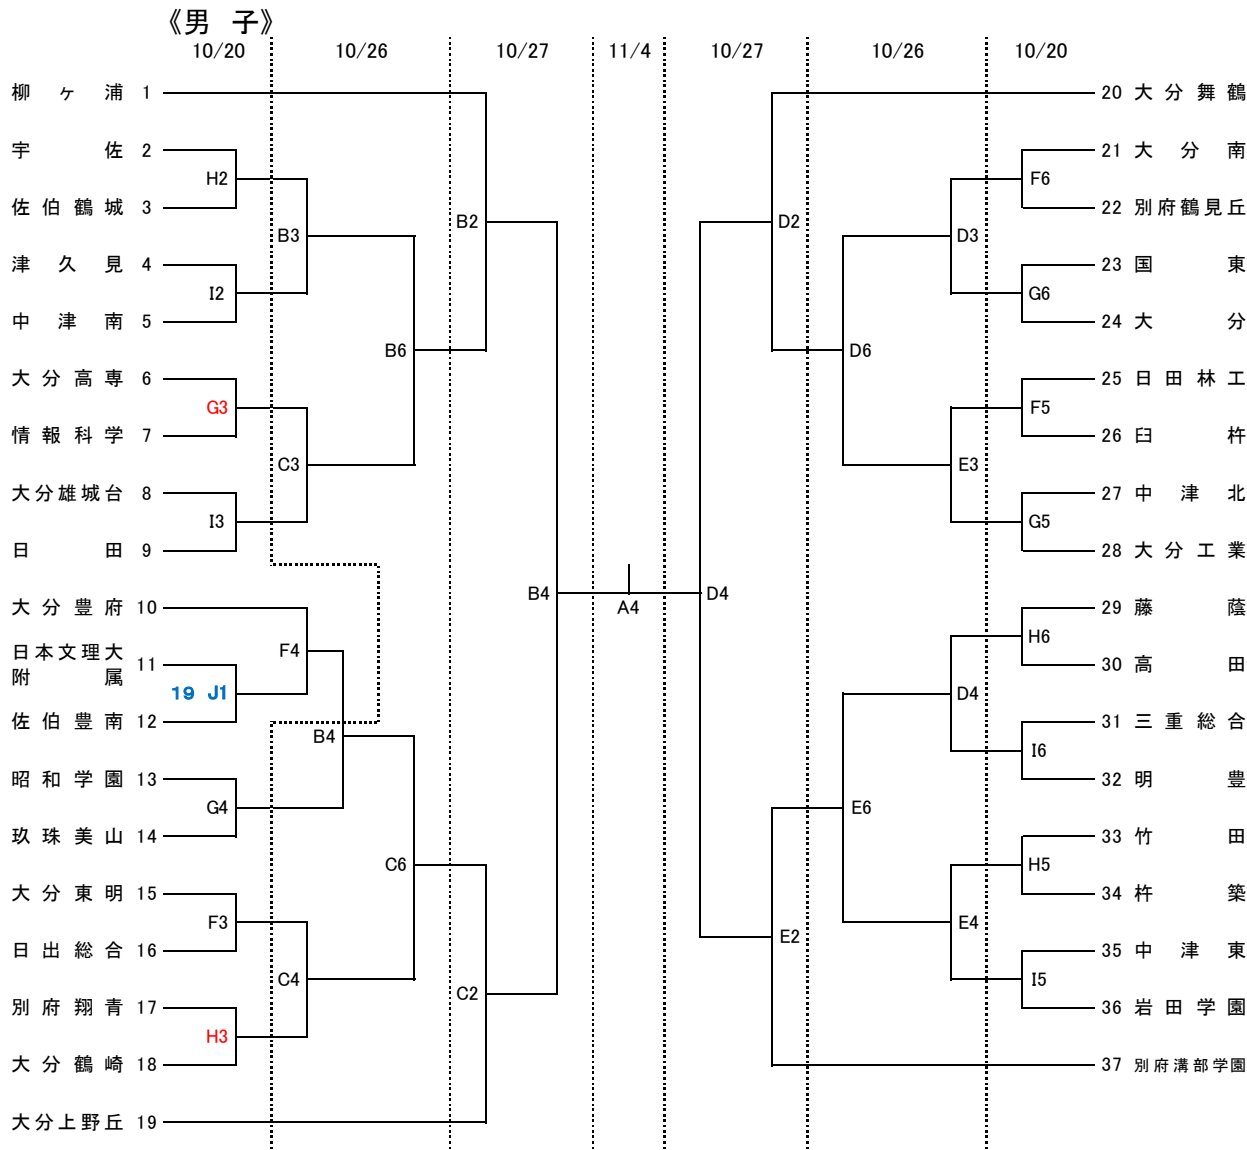 《男 子》
10/20 10/26 10/27 11/4 10/27 10/26 10/20
柳ヶ浦 1
宇佐 2
H2
佐伯鶴城 3
B3
津久見 4
I2
中津南 5
B2
B6
大分高専 6
G3
情報科学 7
C3
大分雄城台 8
I3
日田 9
B4
大分豊府 10
F4
日本文理大
附属 11
19 J1
佐伯豊南 12
B4
昭和学園 13
G4
玖珠美山 14
C6
大分東明 15
F3
日出総合 16
C4
別府翔青 17
H3
大分鶴崎 18
C2
大分上野丘 19
A4
20 大分舞鶴
21 大分南
F6
22 別府鶴見丘
D2
D3
23 国東
G6
24 大分
D6
25 日田林工
F5
26 臼杵
E3
27 中津北
G5
28 大分工業
D4
29 藤蔭
H6
30 高田
D4
31 三重総合
I6
32 明豊
E6
33 竹田
H5
34 杵築
E2
E4
35 中津東
I5
36 岩田学園
37 別府溝部学園